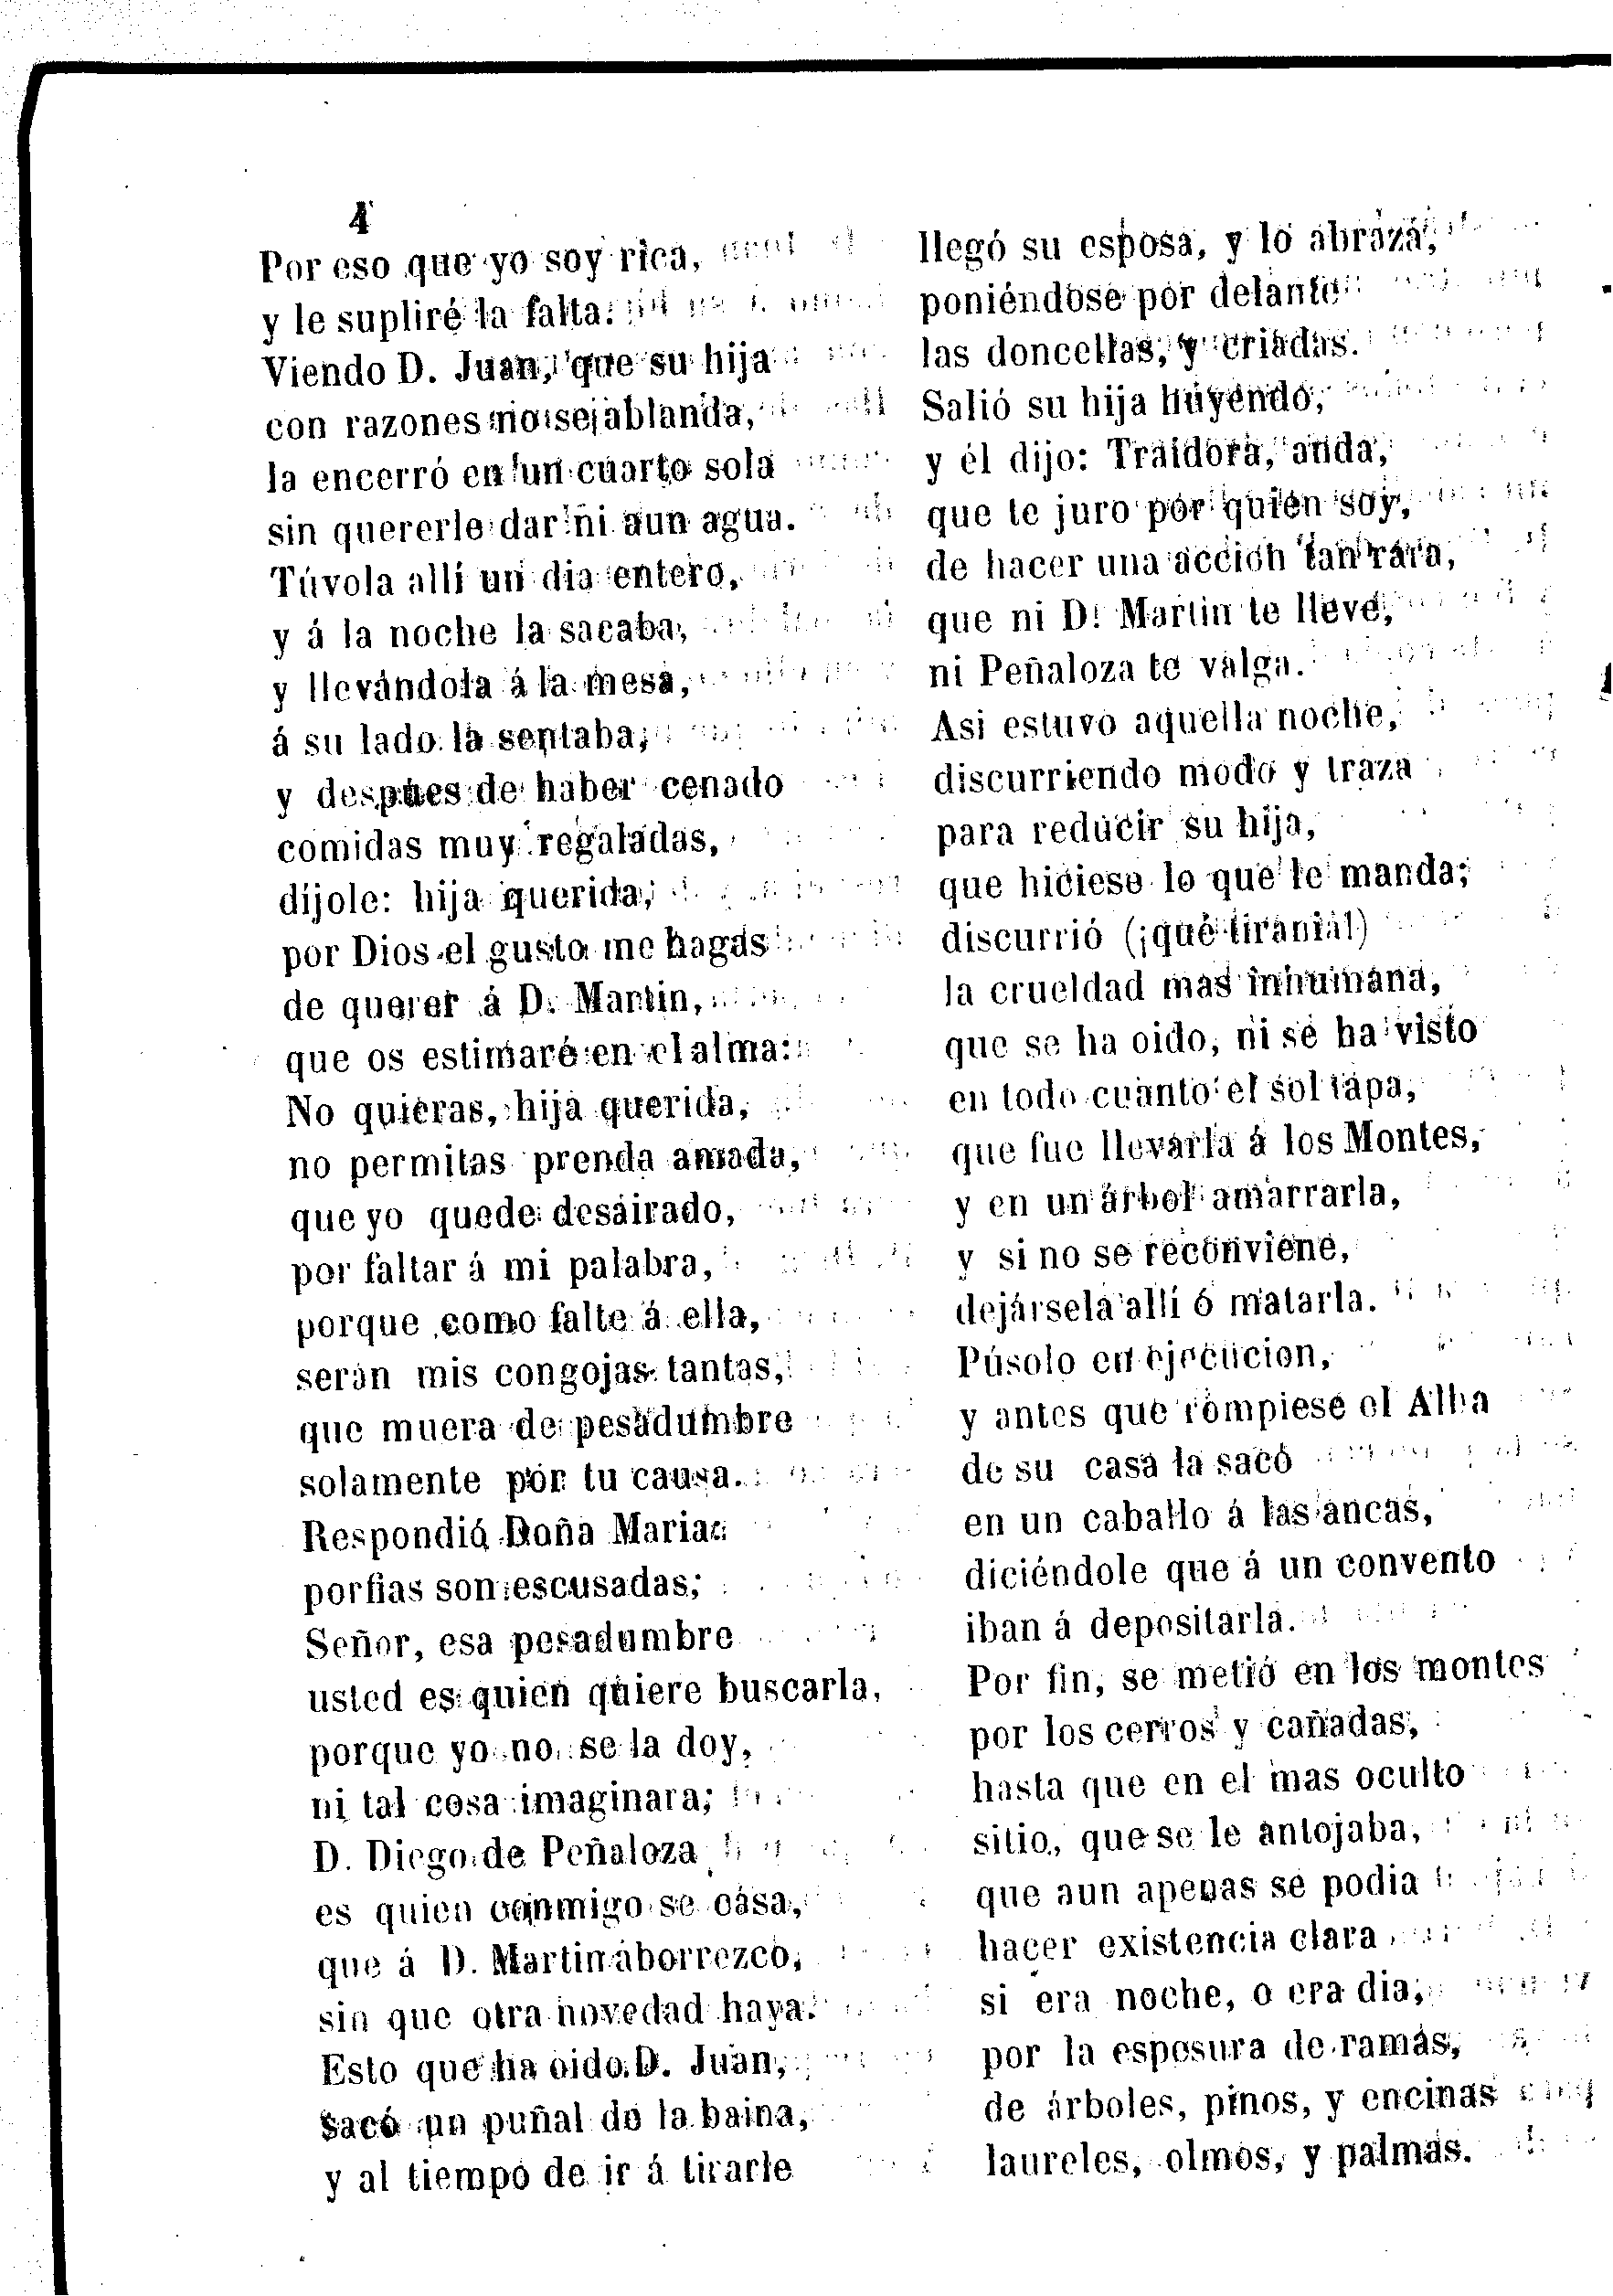 4
Por eso que yo soy rica,
y le supliré la falta.
Viendo D. Juan, que su hija
con razones no se ablanda,
la encerró en un cuarto sola
sin quererle dar ni aun agua.
Túvola allí un dia entero,
y á la noche la sacaba,
y llevándola á la mesa,
á su lado la sentaba,
y despues de haber cenado
comidas muy regaladas,
díjole: hija querida,
por Dios el gusto me hagas
de querer á D. Martin,
que os estimaré en el alma:
No quieras, hija querida,
no permitas prenda amada,
que yo quede desairado,
por faltar á mi palabra,
porque como falte á ella,
serán mis congojas tantas,
que muera de pesadumbre
solamente por tu causa.
Respondió Doña Maria:
porfias son escusadas;
Señor, esa pesadumbre
usted es quien quiere buscarla,
porque yo no se la doy,
ni tal cosa imaginara;
D. Diego de Peñaloza
es quien conmigo se casa,
que á D. Martin aborrezco,
sin que otra novedad haya.
Esto que ha oido D. Juan,
sacó un puñal de la baina,
y al tiempo de ir á tirarle
llegó su esposa, y lo abraza,
poniéndose por delante
las doncellas, y criadas.
Salió su hija huyendo,
y él dijo: Traidora, anda,
que te juro por quien soy,
de hacer una accion tan rara,
que ni D. Martin te lleve,
ni Peñaloza te valga.
Asi estuvo aquella noche,
discurriendo modo y traza
para reducir su hija,
que hiciese lo que le manda;
discurrió (¡qué tiranía!)
la crueldad mas inhumana,
que se ha oido, ni se ha visto
en todo cuanto el sol tapa,
que fue llevarla á los Montes,
y en un árbol amarrarla,
y si no se reconviene,
dejársela allí ó matarla.
Púsolo en ejecucion,
y antes que rompiese el Alba
de su casa la sacó
en un caballo á las ancas,
diciéndole que á un convento
iban á depositarla.
Por fin, se metió en los montes
por los cerros y cañadas,
hasta que en el mas oculto
sitio, que se le antojaba,
que aun apenas se podia
hacer existencia clara
si era noche, o era dia,
por la espesura de ramas,
de árboles, pinos, y encinas
laureles, olmos, y palmas.